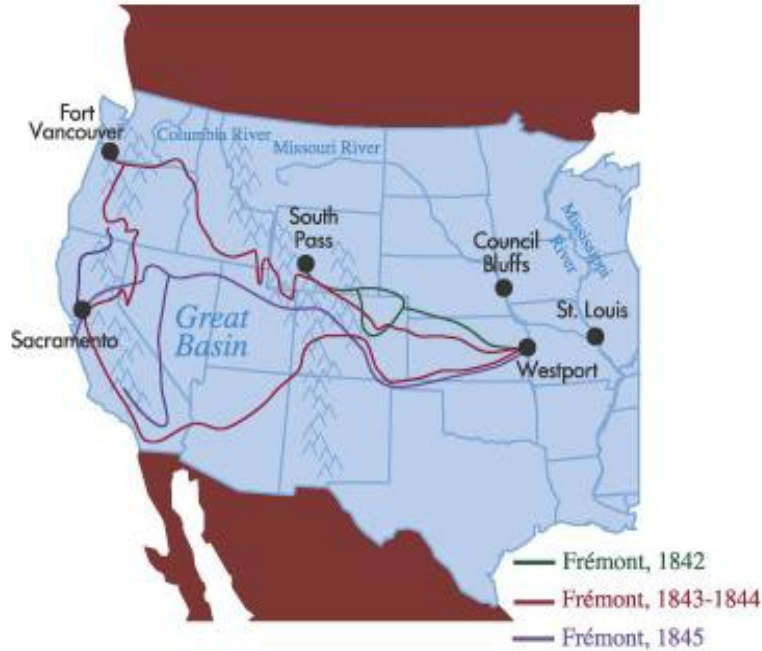 Fort
Vancouver
Columbia River
Missouri River
South
Pass
Council
Bluffs
Mississippi
River
St. Louis
Sacramento
Great
Basin
Westport
Frémont, 1842
Frémont, 1843-1844
Frémont, 1845